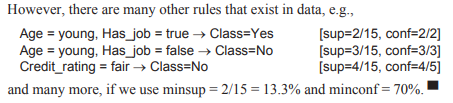 However, there are many other rules that exist in data, e.g.,
Age = young, Has_job = true → Class=Yes [sup=2/15, conf=2/2]
Age = young, Has_job = false → Class=No [sup=3/15, conf=3/3]
Credit_rating = fair → Class=No [sup=4/15, conf=4/5]
and many more, if we use minsup = 2/15 = 13.3% and minconf = 70%. ■